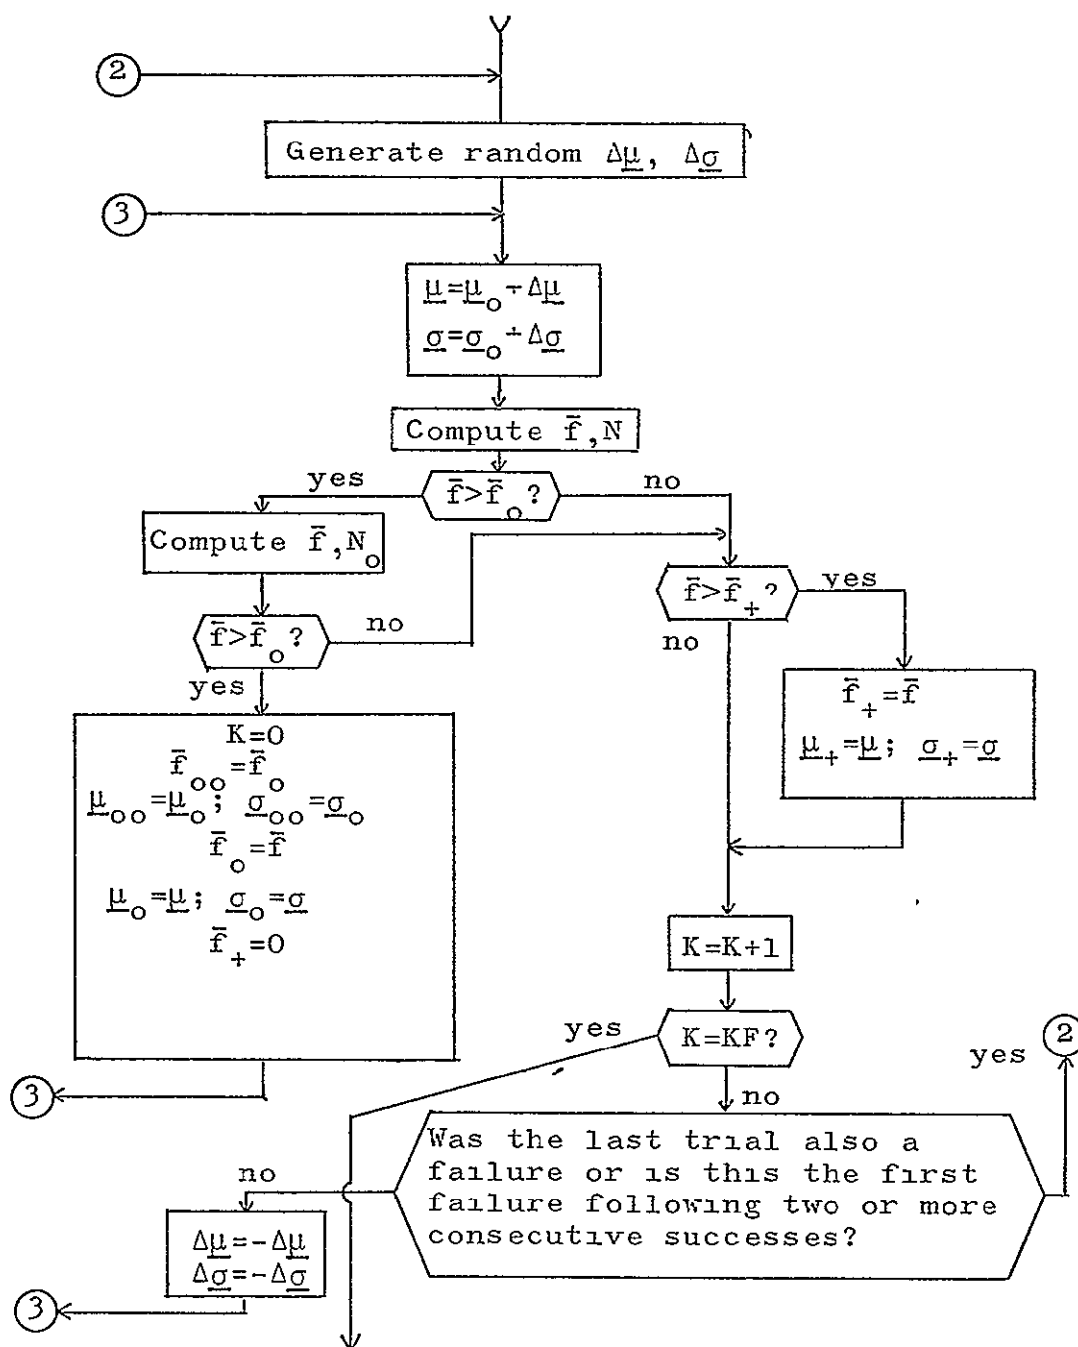 2
Generate random Δμ, Δσ
3
μ=μo+Δμ
σ=σo+Δσ
Compute f̄,N
yes
f̄>f̄o?
no
Compute f̄,No
f̄>f̄+?
yes
f̄>f̄o?
no
no
yes
f̄+=f̄
μ+=μ; σ+=σ
K=0
f̄oo=f̄o
μoo=μo; σoo=σo
f̄o=f̄
μo=μ; σo=σ
f̄+=0
K=K+1
yes
K=KF?
2
yes
no
3
Was the last trial also a
failure or is this the first
failure following two or more
consecutive successes?
no
Δμ=-Δμ
Δσ=-Δσ
3